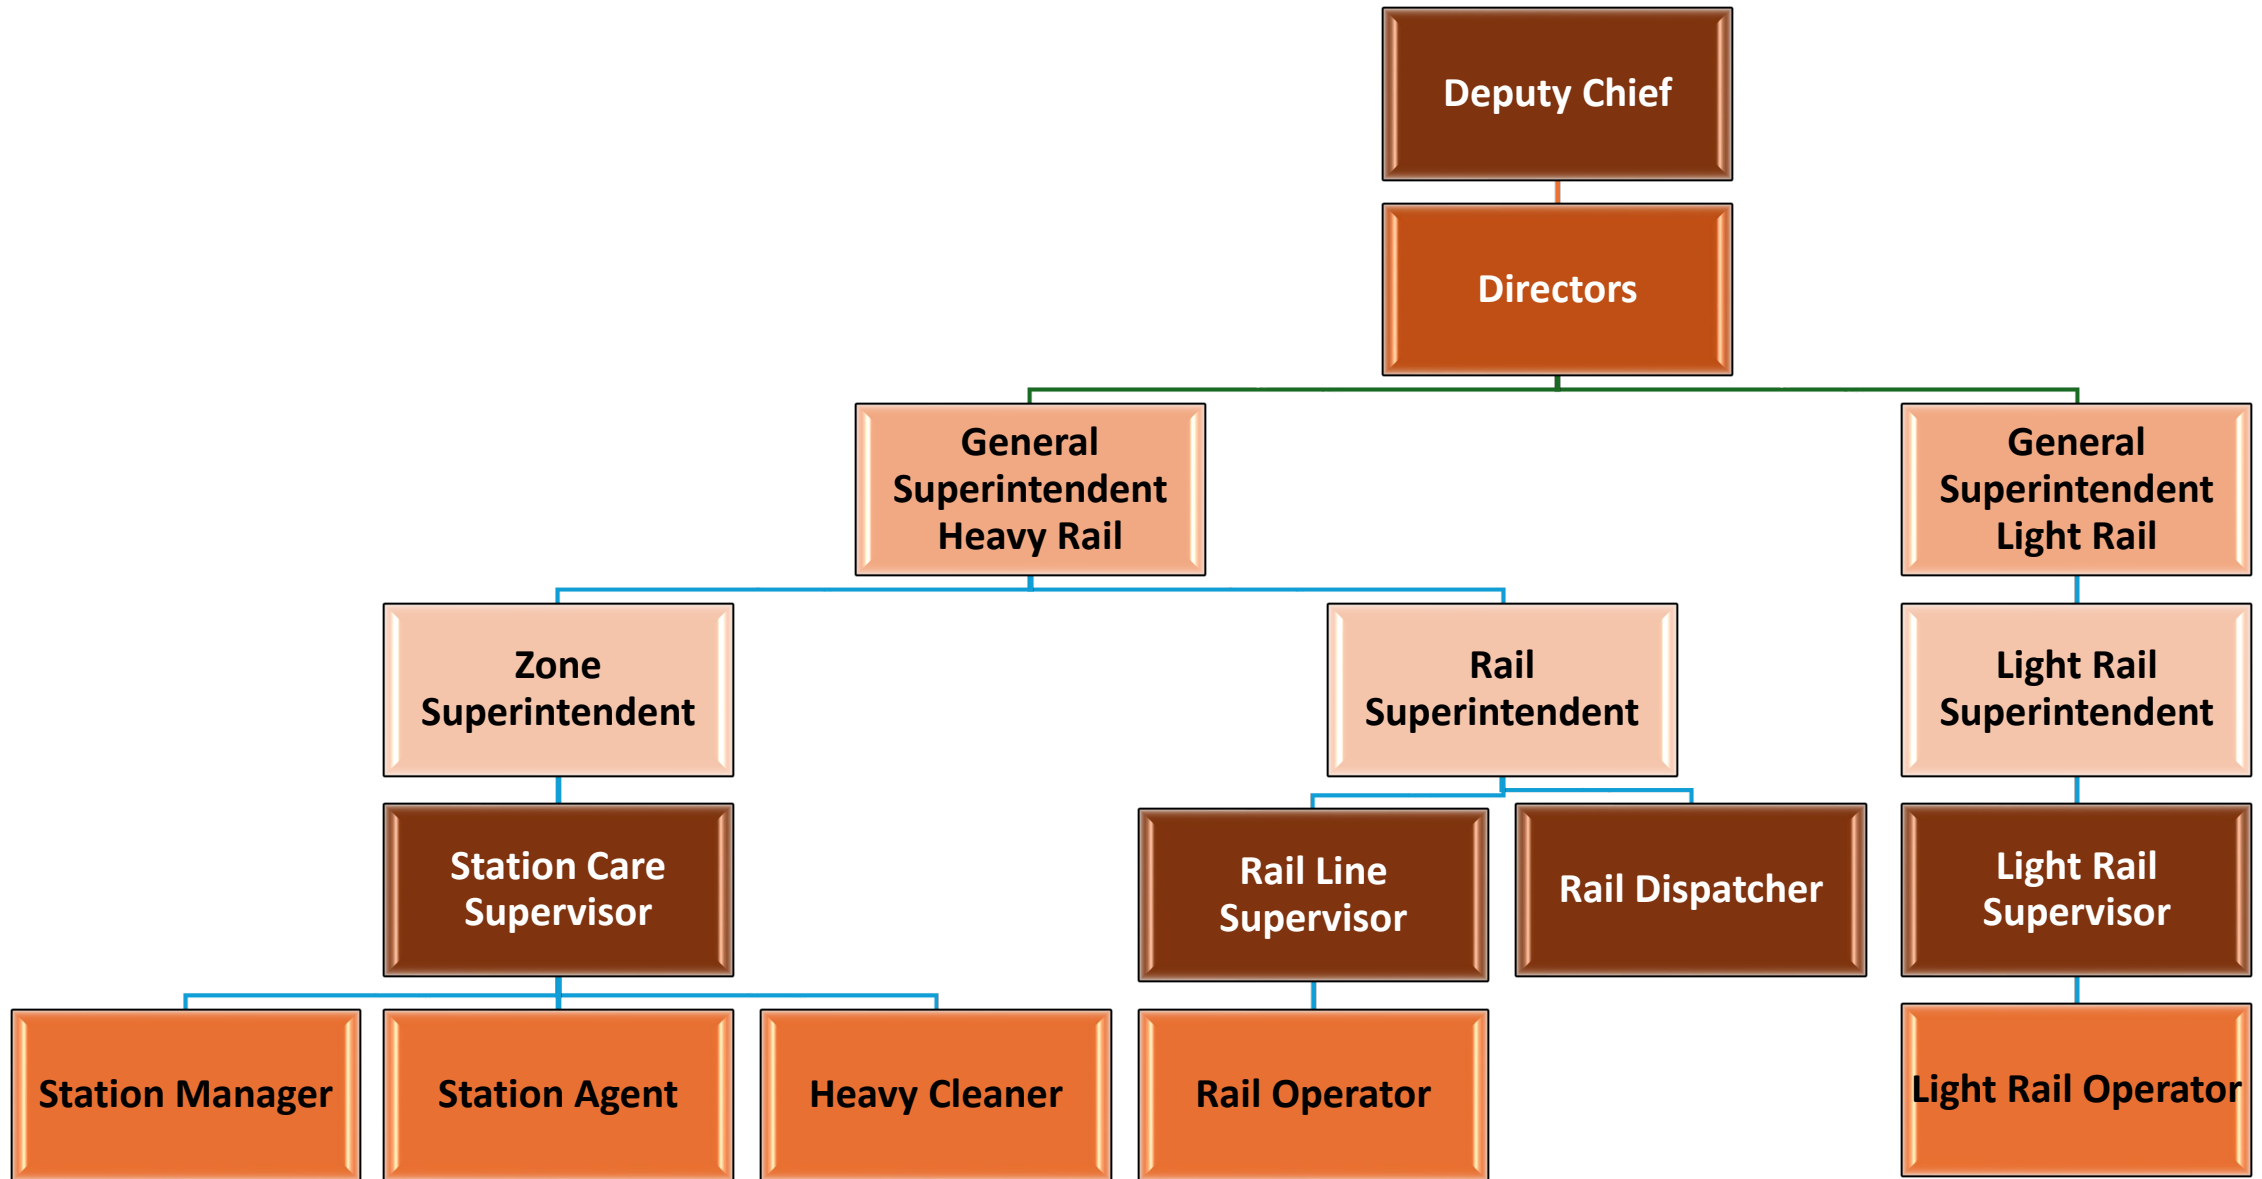 Deputy Chief
Directors
General
Superintendent
Heavy Rail
General
Superintendent
Light Rail
Zone
Superintendent
Rail
Superintendent
Light Rail
Superintendent
Station Care
Supervisor
Rail Line
Supervisor
Rail Dispatcher
Light Rail
Supervisor
Station Manager
Station Agent
Heavy Cleaner
Rail Operator
Light Rail Operator